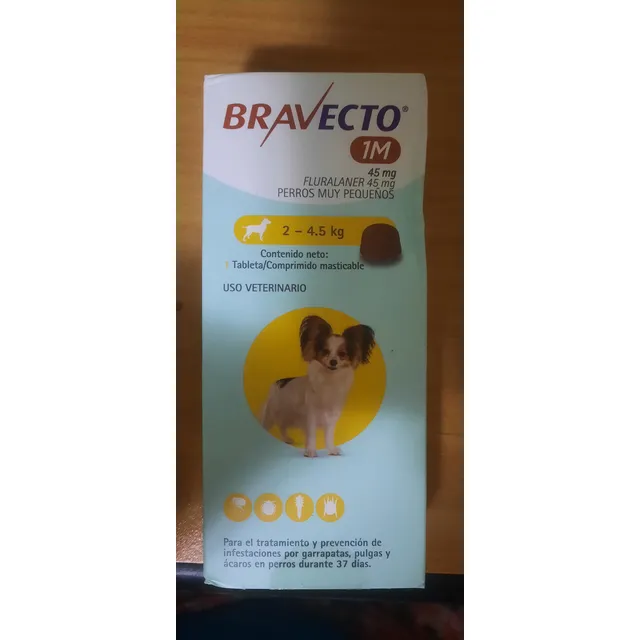 BRAVECTO®
1M
45 mg
FLURALANER 45 mg
PERROS MUY PEQUEÑOS
2 – 4.5 kg
Contenido neto:
1 Tableta/Comprimido masticable
USO VETERINARIO
Para el tratamiento y prevención de
infestaciones por garrapatas, pulgas y
ácaros en perros durante 37 días.